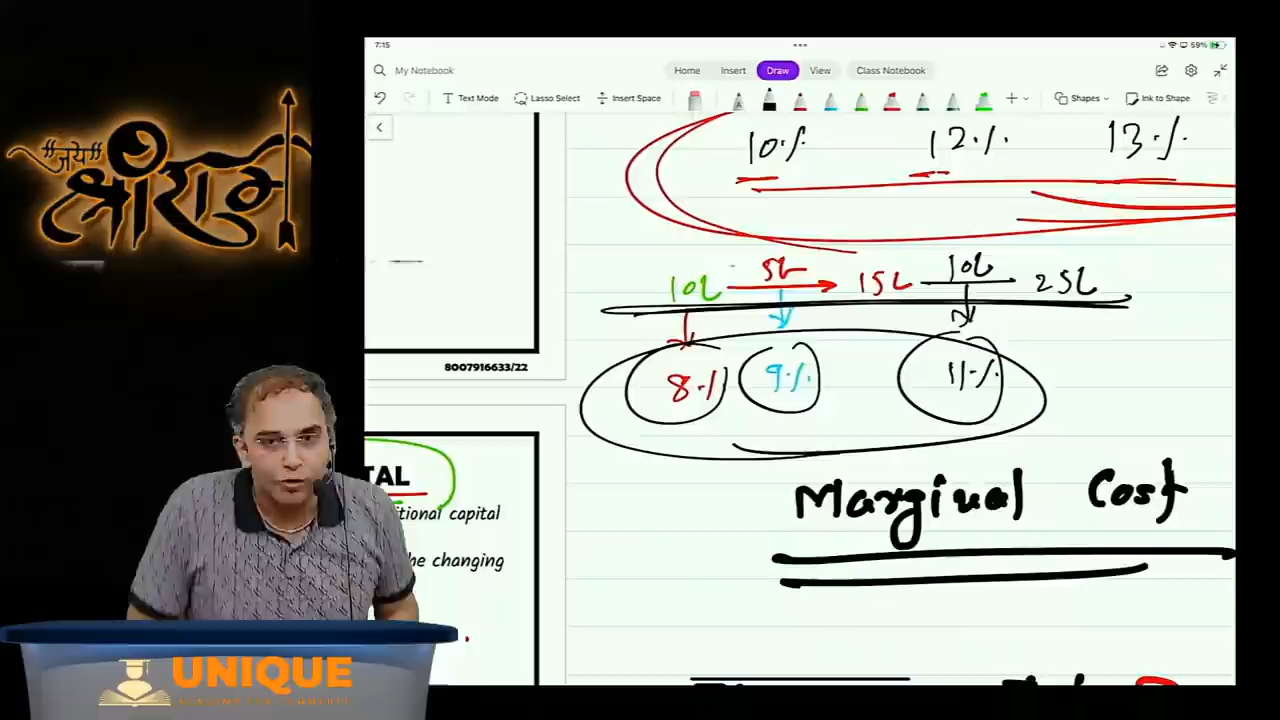 7:15
59%
My Notebook
Home Insert Draw View Class Notebook
Text Mode Lasso Select Insert Space Shapes Ink to Shape
"जय"
श्रीराम
10% 12% 13%
10L 5L 15L 10L 25L
8% 9% 11%
8007916633/22
Marginal Cost
TAL
tional capital
he changing
UNIQUE